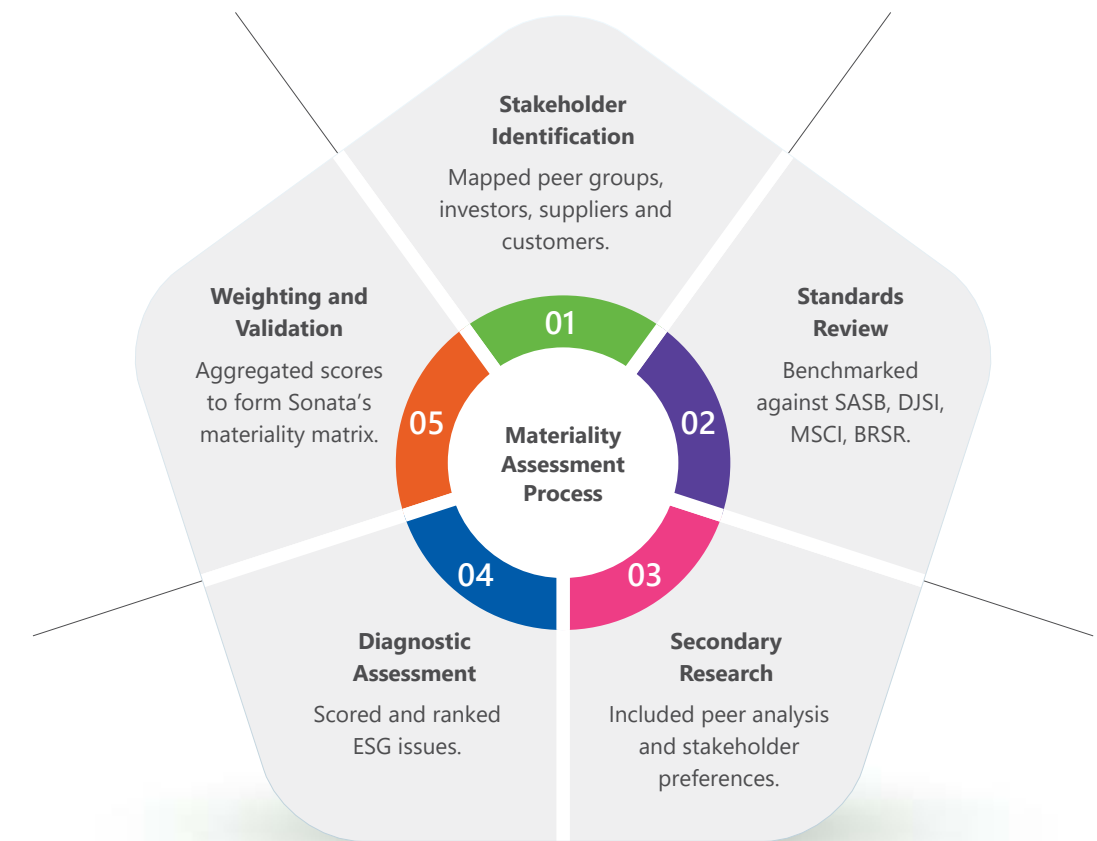 Stakeholder
Identification
Mapped peer groups,
investors, suppliers and
customers.
01
Standards
Review
Benchmarked
against SASB, DJSI,
MSCI, BRSR.
02
Secondary
Research
Included peer analysis
and stakeholder
preferences.
03
Diagnostic
Assessment
Scored and ranked
ESG issues.
04
Weighting and
Validation
Aggregated scores
to form Sonata’s
materiality matrix.
05
Materiality
Assessment
Process